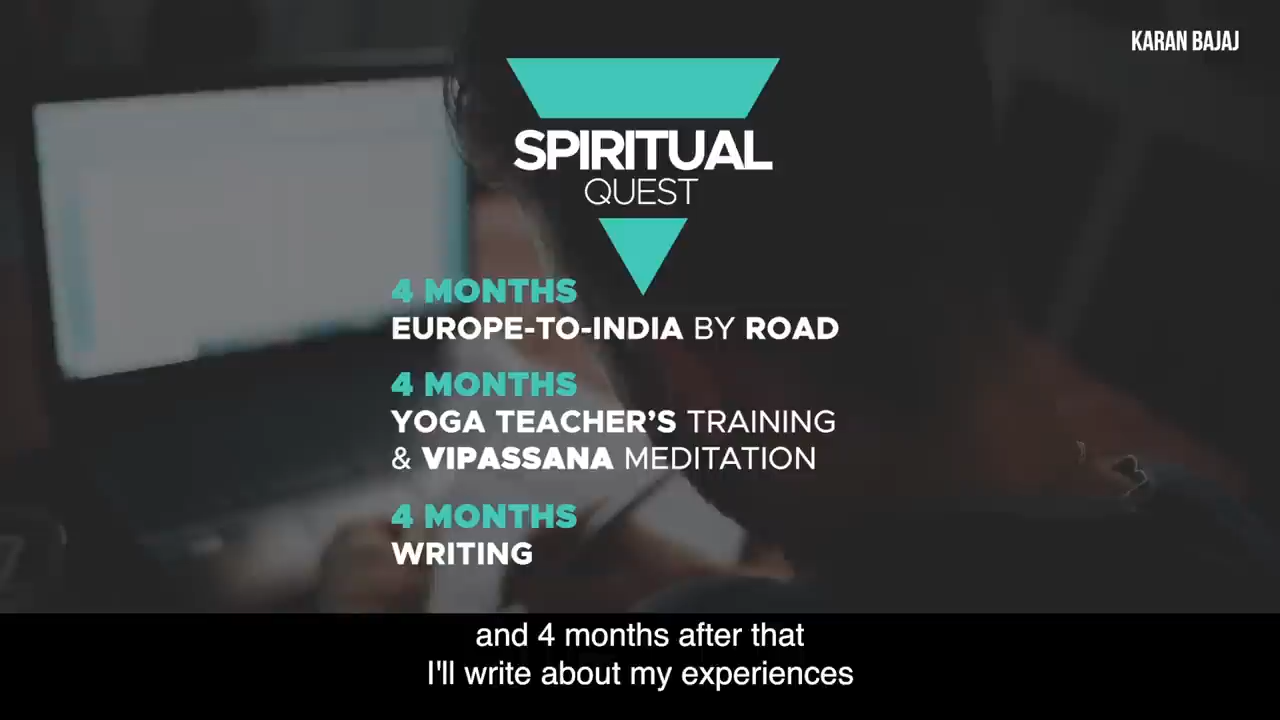 KARAN BAJAJ
SPIRITUAL
QUEST
4 MONTHS
EUROPE-TO-INDIA BY ROAD
4 MONTHS
YOGA TEACHER’S TRAINING
& VIPASSANA MEDITATION
4 MONTHS
WRITING
and 4 months after that
I'll write about my experiences